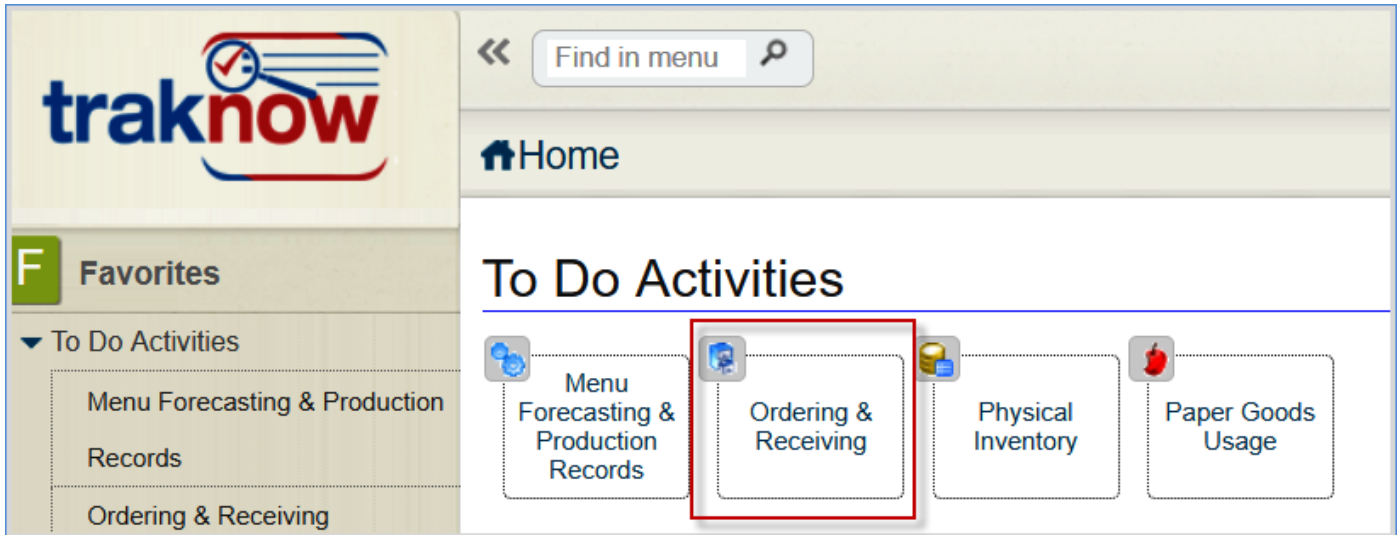 traknow
Find in menu
Home
F Favorites
To Do Activities
Menu Forecasting & Production
Records
Ordering & Receiving
To Do Activities
Menu
Forecasting &
Production
Records
Ordering &
Receiving
Physical
Inventory
Paper Goods
Usage